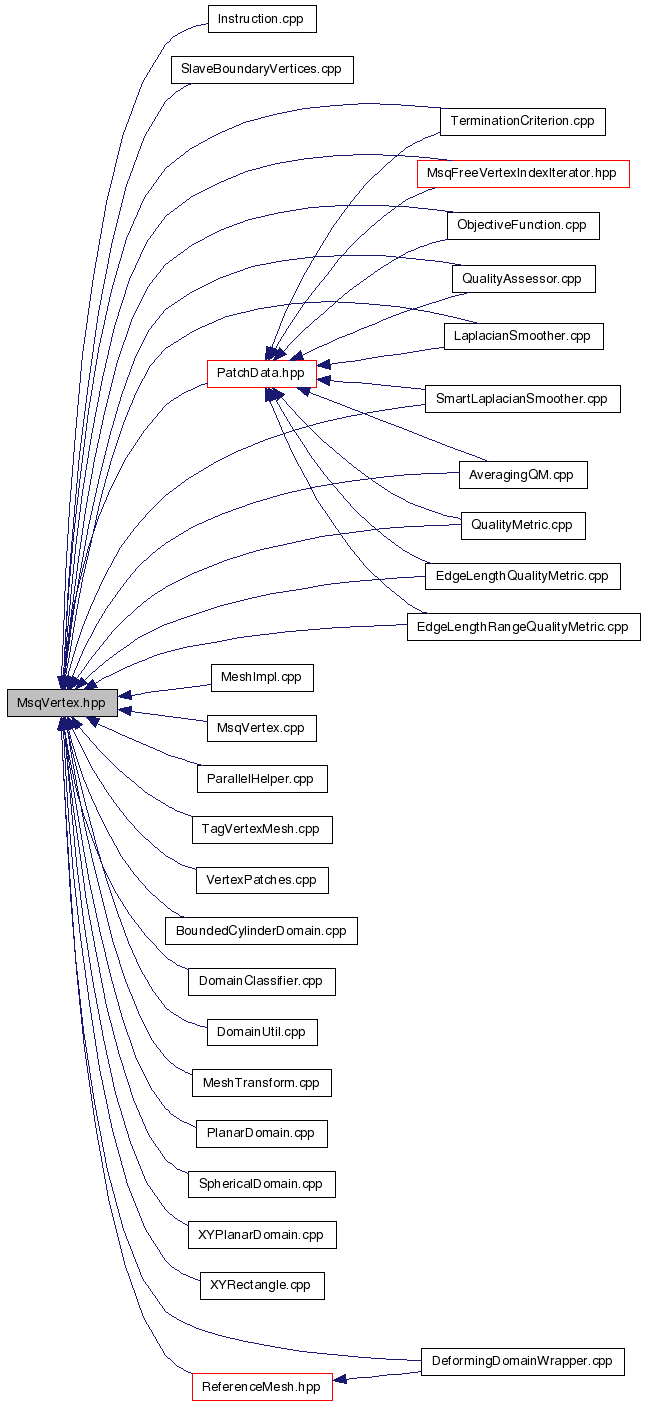 Instruction.cpp
SlaveBoundaryVertices.cpp
TerminationCriterion.cpp
MsqFreeVertexIndexIterator.hpp
ObjectiveFunction.cpp
QualityAssessor.cpp
LaplacianSmoother.cpp
PatchData.hpp
SmartLaplacianSmoother.cpp
AveragingQM.cpp
QualityMetric.cpp
EdgeLengthQualityMetric.cpp
EdgeLengthRangeQualityMetric.cpp
MeshImpl.cpp
MsqVertex.hpp
MsqVertex.cpp
ParallelHelper.cpp
TagVertexMesh.cpp
VertexPatches.cpp
BoundedCylinderDomain.cpp
DomainClassifier.cpp
DomainUtil.cpp
MeshTransform.cpp
PlanarDomain.cpp
SphericalDomain.cpp
XYPlanarDomain.cpp
XYRectangle.cpp
DeformingDomainWrapper.cpp
ReferenceMesh.hpp